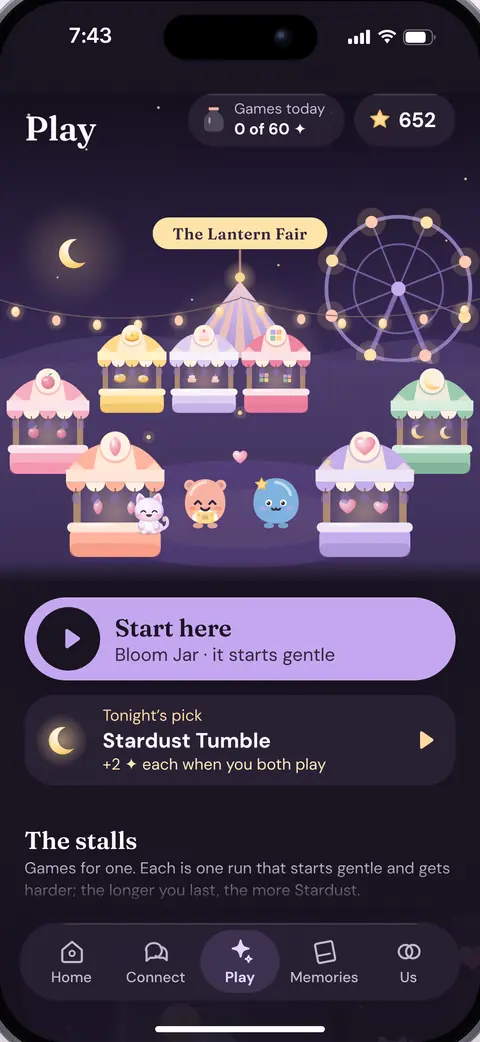 7:43
Play
Games today
0 of 60 ✦
652
The Lantern Fair
Start here
Bloom Jar · it starts gentle
Tonight's pick
Stardust Tumble
+2 ✦ each when you both play
The stalls
Games for one. Each is one run that starts gentle and gets
harder; the longer you last, the more Stardust.
Home
Connect
Play
Memories
Us